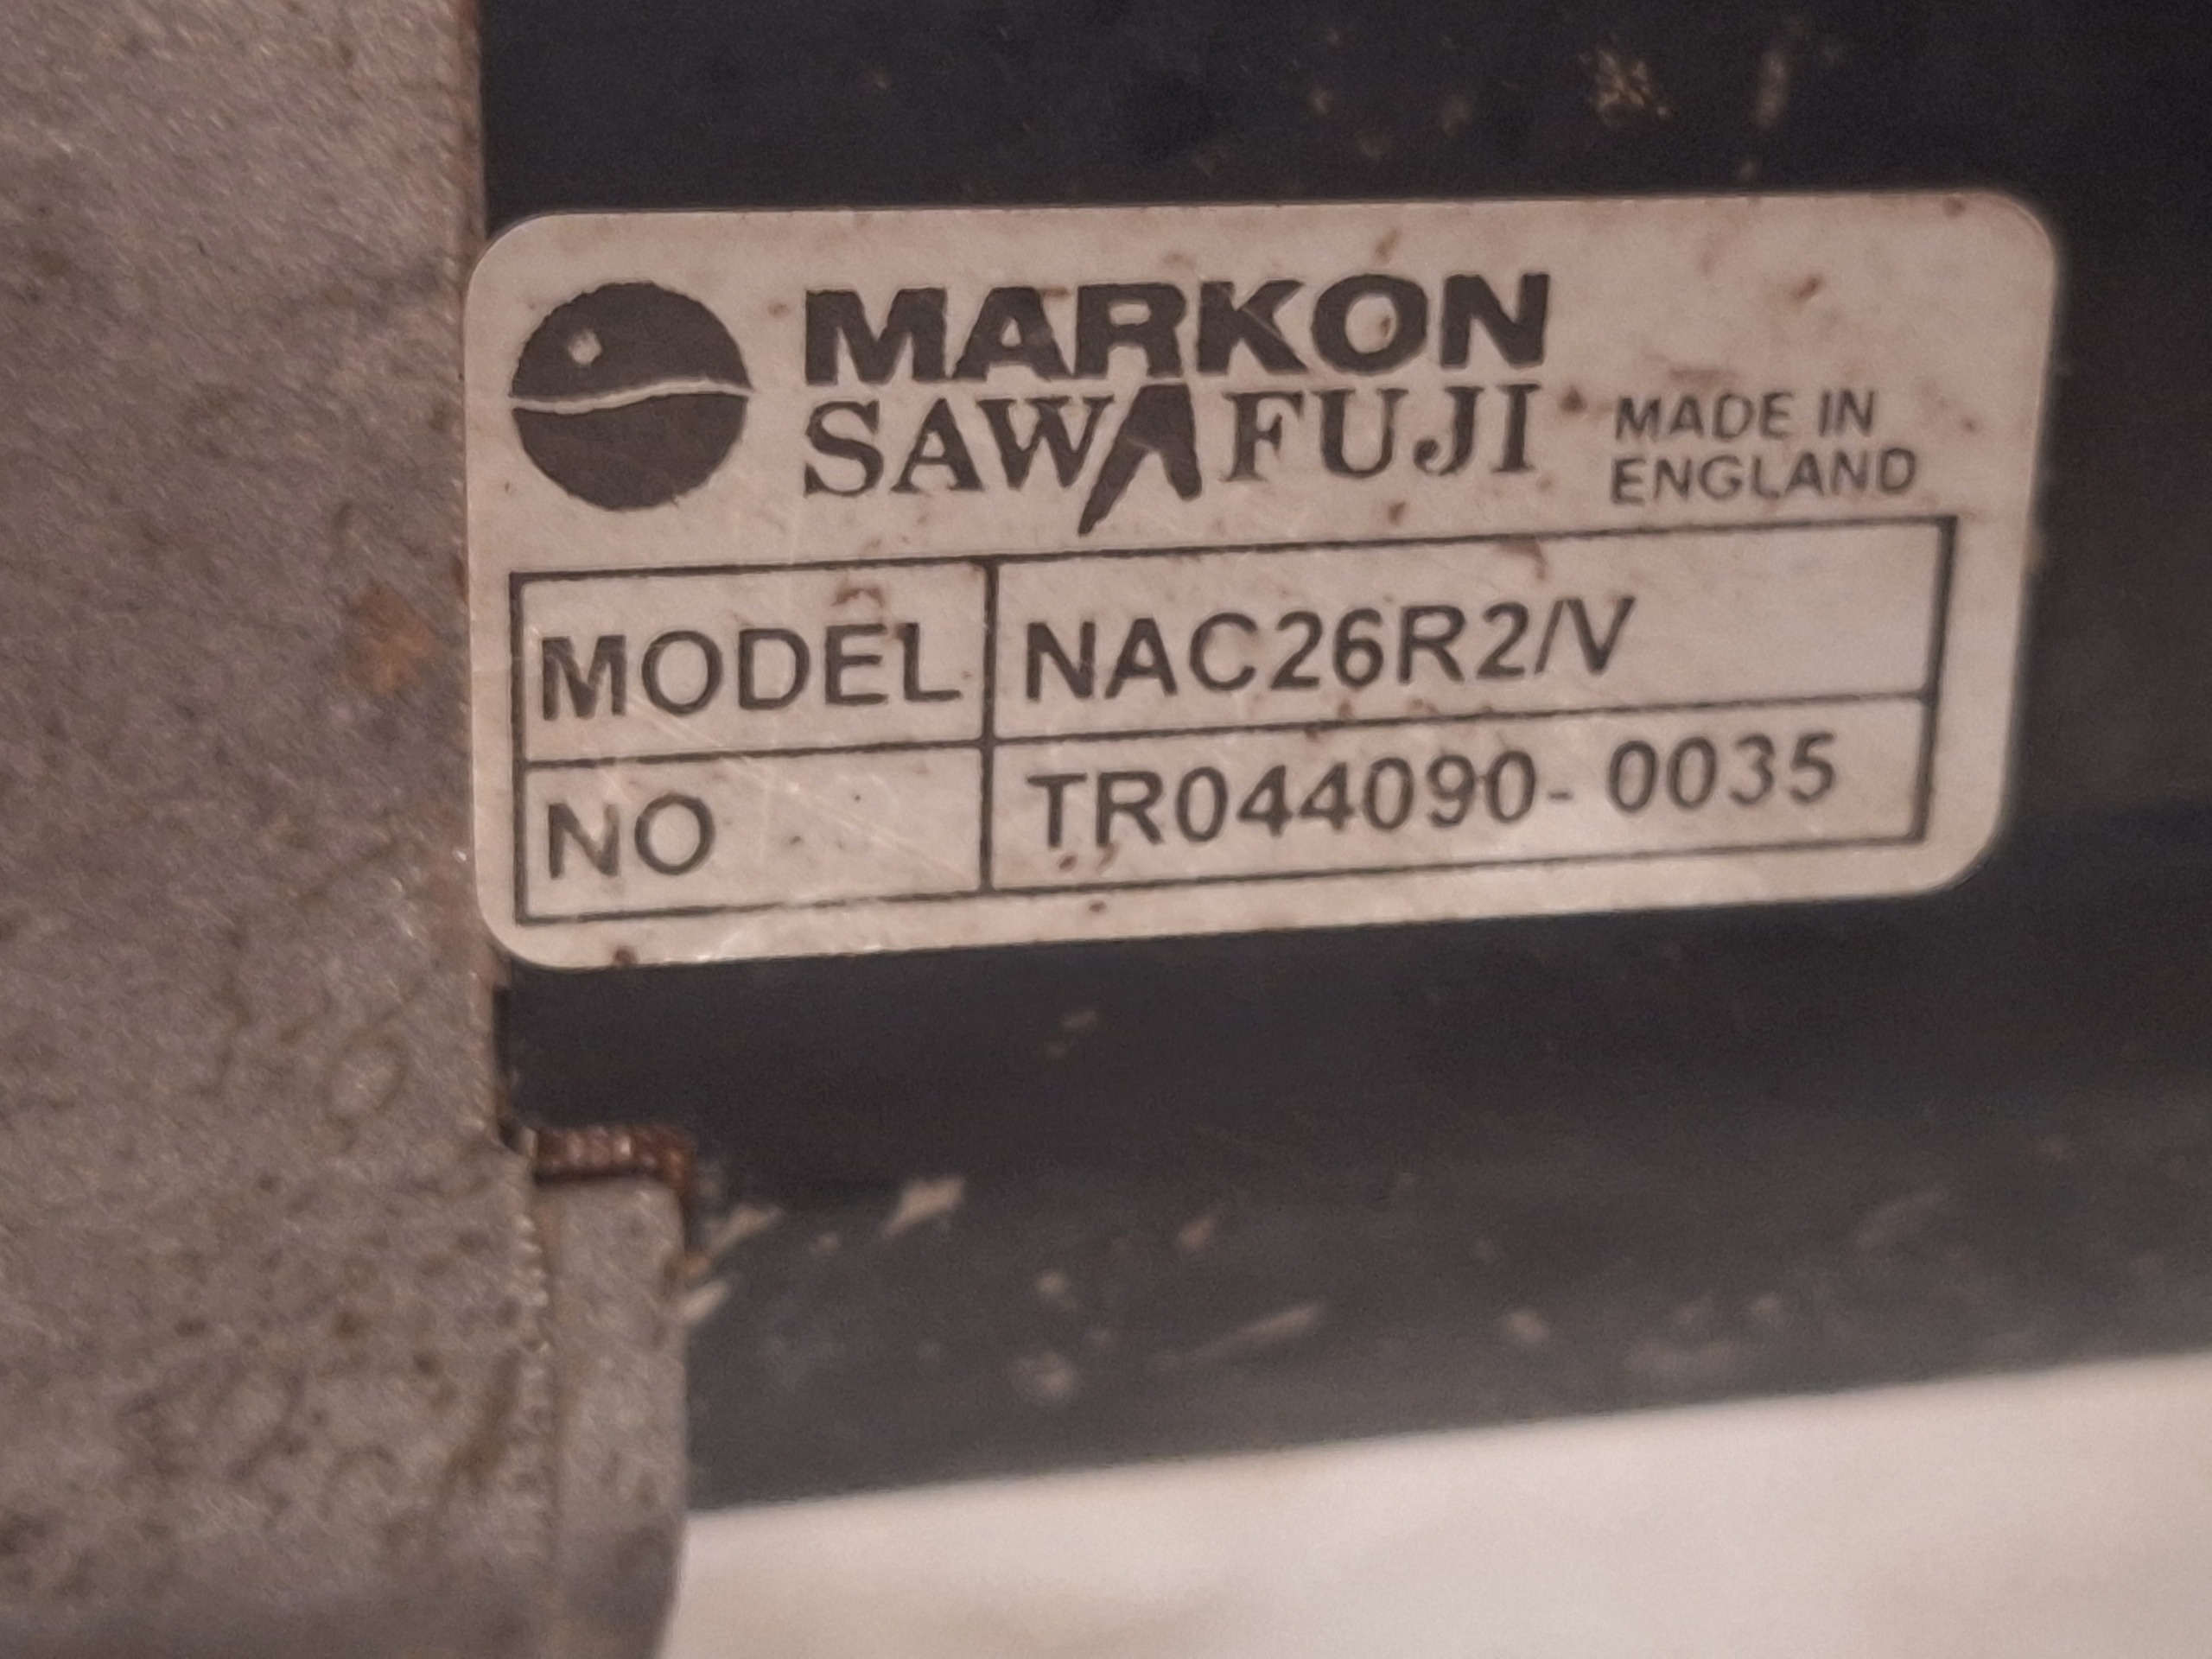 MARKON
SAWAFUJI
MADE IN
ENGLAND
MODEL NAC26R2/V
NO TR044090-0035